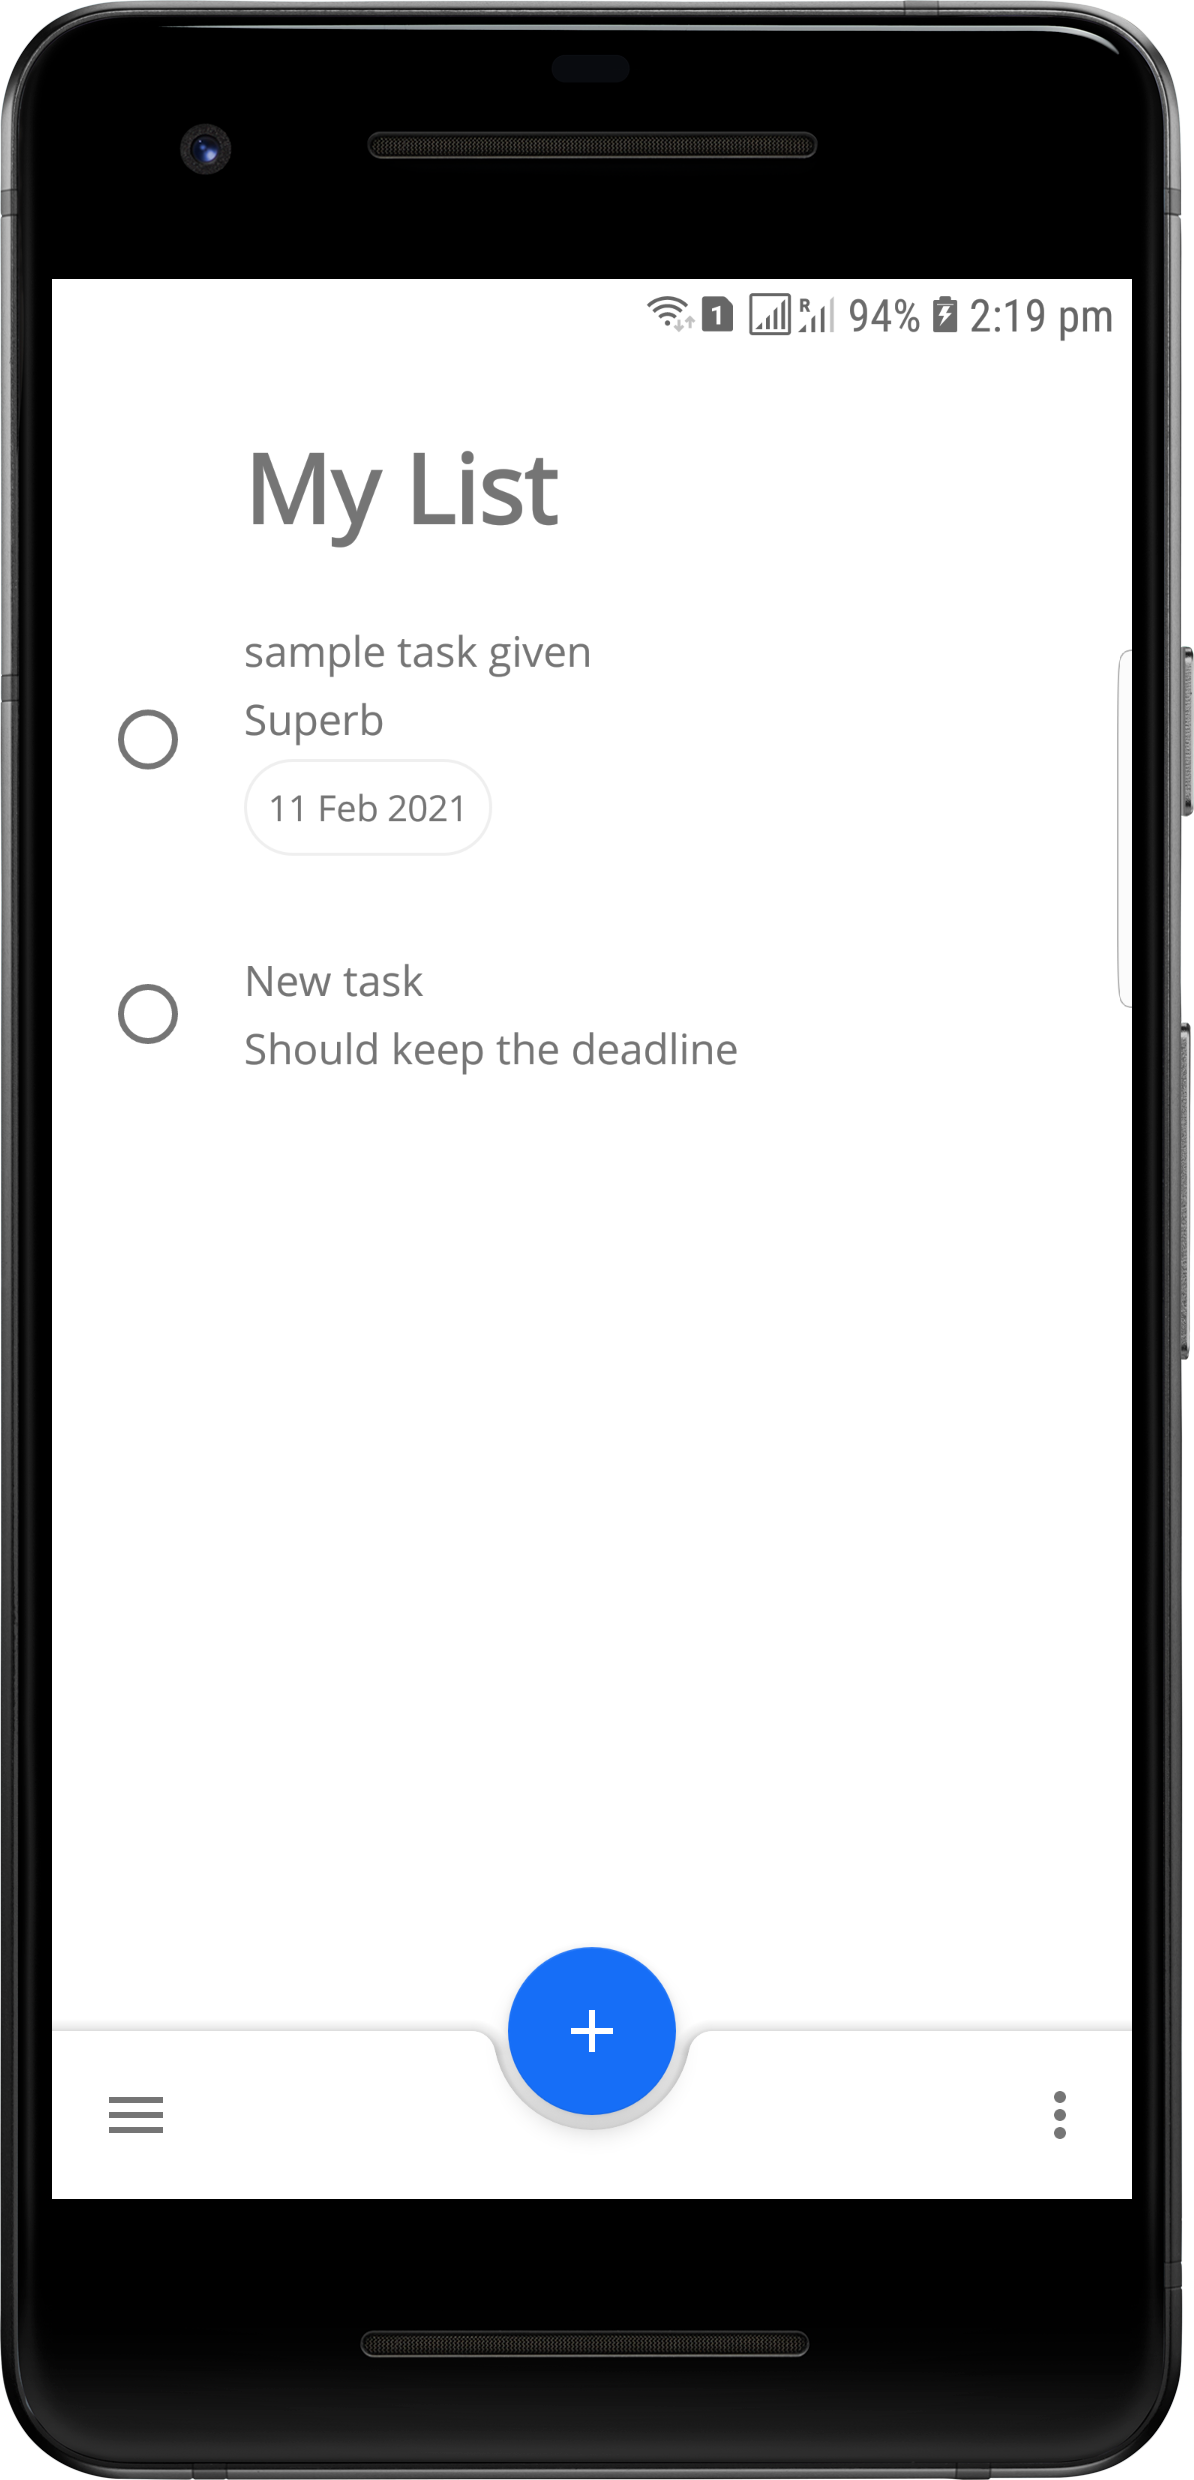 1 R 94% 2:19 pm
My List
sample task given
Superb
11 Feb 2021
New task
Should keep the deadline